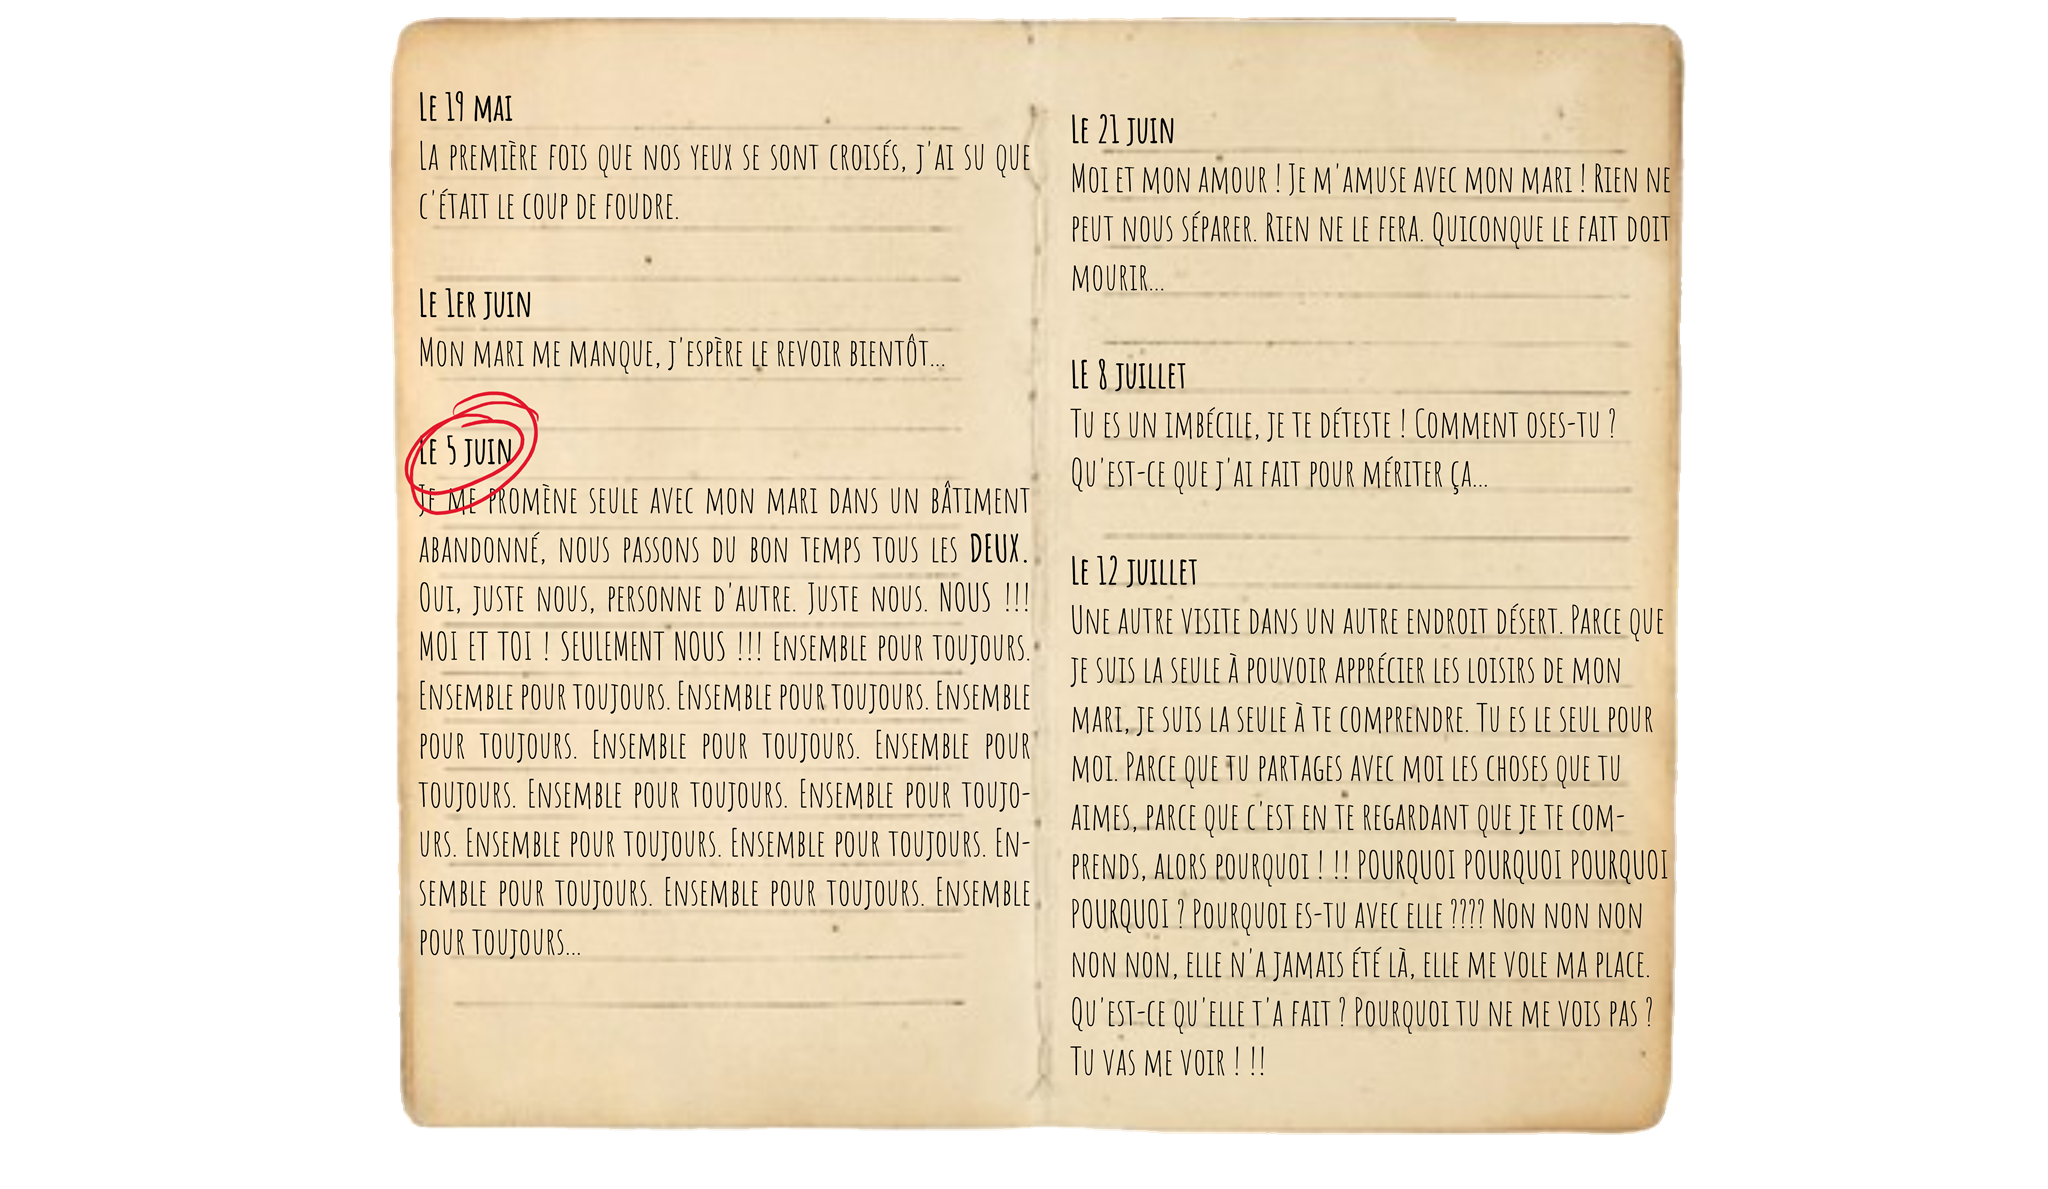 Le 19 mai
La première fois que nos yeux se sont croisés, j'ai su que
c'était le coup de foudre.
Le 1er juin
Mon mari me manque, j'espère le revoir bientôt...
Le 5 juin
Je me promène seule avec mon mari dans un bâtiment
abandonné, nous passons du bon temps tous les DEUX.
Oui, juste nous, personne d'autre. Juste nous. NOUS !!!
MOI ET TOI ! SEULEMENT NOUS !!! Ensemble pour toujours.
Ensemble pour toujours. Ensemble pour toujours. Ensemble
pour toujours. Ensemble pour toujours. Ensemble pour
toujours. Ensemble pour toujours. Ensemble pour toujo-
urs. Ensemble pour toujours. Ensemble pour toujours. En-
semble pour toujours. Ensemble pour toujours. Ensemble
pour toujours...
Le 21 juin
Moi et mon amour ! Je m'amuse avec mon mari ! Rien ne
peut nous séparer. Rien ne le fera. Quiconque le fait doit
mourir...
LE 8 juillet
Tu es un imbécile, je te déteste ! Comment oses-tu ?
Qu'est-ce que j'ai fait pour mériter ça...
Le 12 juillet
Une autre visite dans un autre endroit désert. Parce que
je suis la seule à pouvoir apprécier les loisirs de mon
mari, je suis la seule à te comprendre. Tu es le seul pour
moi. Parce que tu partages avec moi les choses que tu
aimes, parce que c'est en te regardant que je te com-
prends, alors pourquoi ! !! POURQUOI POURQUOI POURQUOI
POURQUOI ? Pourquoi es-tu avec elle ???? Non non non
non non, elle n'a jamais été là, elle me vole ma place.
Qu'est-ce qu'elle t'a fait ? Pourquoi tu ne me vois pas ?
Tu vas me voir ! !!